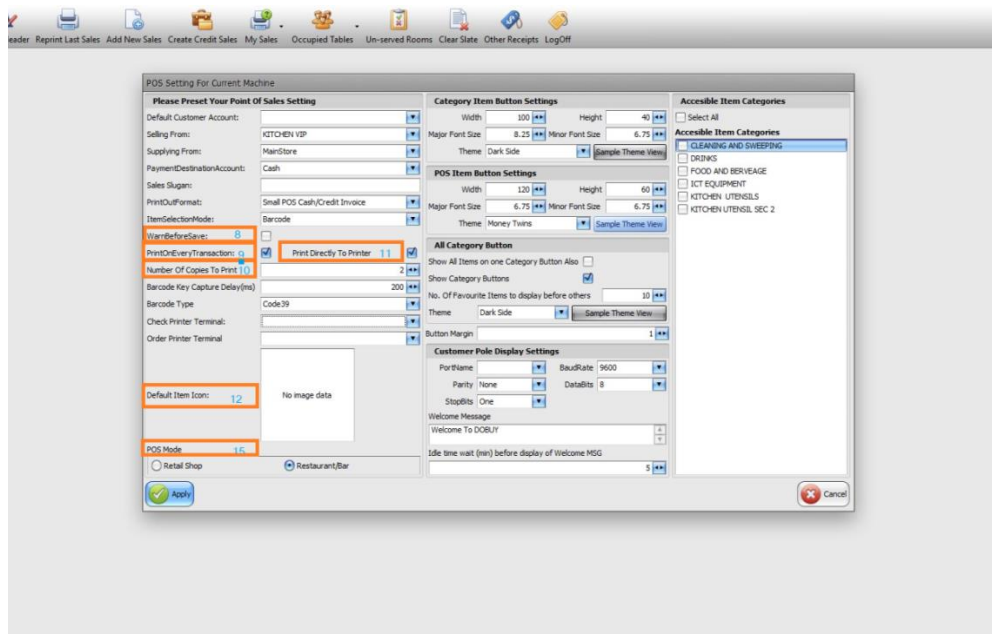 eader Reprint Last Sales Add New Sales Create Credit Sales My Sales Occupied Tables Un-served Rooms Clear Slate Other Receipts LogOff
POS Setting For Current Machine
Please Preset Your Point Of Sales Setting
Default Customer Account:
Selling From: KITCHEN VIP
Supplying From: MainStore
PaymentDestinationAccount: Cash
Sales Slugan:
PrintOutFormat: Small POS Cash/Credit Invoice
ItemSelectionMode: Barcode
WarnBeforeSave: 8
PrintOnEveryTransaction: 9 Print Directly To Printer 11
Number Of Copies To Print 10 2
Barcode Key Capture Delay(ms) 200
Barcode Type Code39
Check Printer Terminal:
Order Printer Terminal
Default Item Icon: 12 No image data
POS Mode 15
Retail Shop Restaurant/Bar
Apply
Category Item Button Settings
Width 100 Height 40
Major Font Size 8.25 Minor Font Size 6.75
Theme Dark Side Sample Theme View
POS Item Button Settings
Width 120 Height 60
Major Font Size 6.75 Minor Font Size 6.75
Theme Money Twins Sample Theme View
All Category Button
Show All Items on one Category Button Also
Show Category Buttons
No. Of Favourite Items to display before others 10
Theme Dark Side Sample Theme View
Button Margin 1
Customer Pole Display Settings
PortName BaudRate 9600
Parity None DataBits 8
StopBits One
Welcome Message
Welcome To DOBUY
Idle time wait (min) before display of Welcome MSG
5
Accesible Item Categories
Select All
Accesible Item Categories
CLEANING AND SWEEPING
DRINKS
FOOD AND BERVEAGE
ICT EQUIPMENT
KITCHEN UTENSILS
KITCHEN UTENSIL SEC 2
Cancel